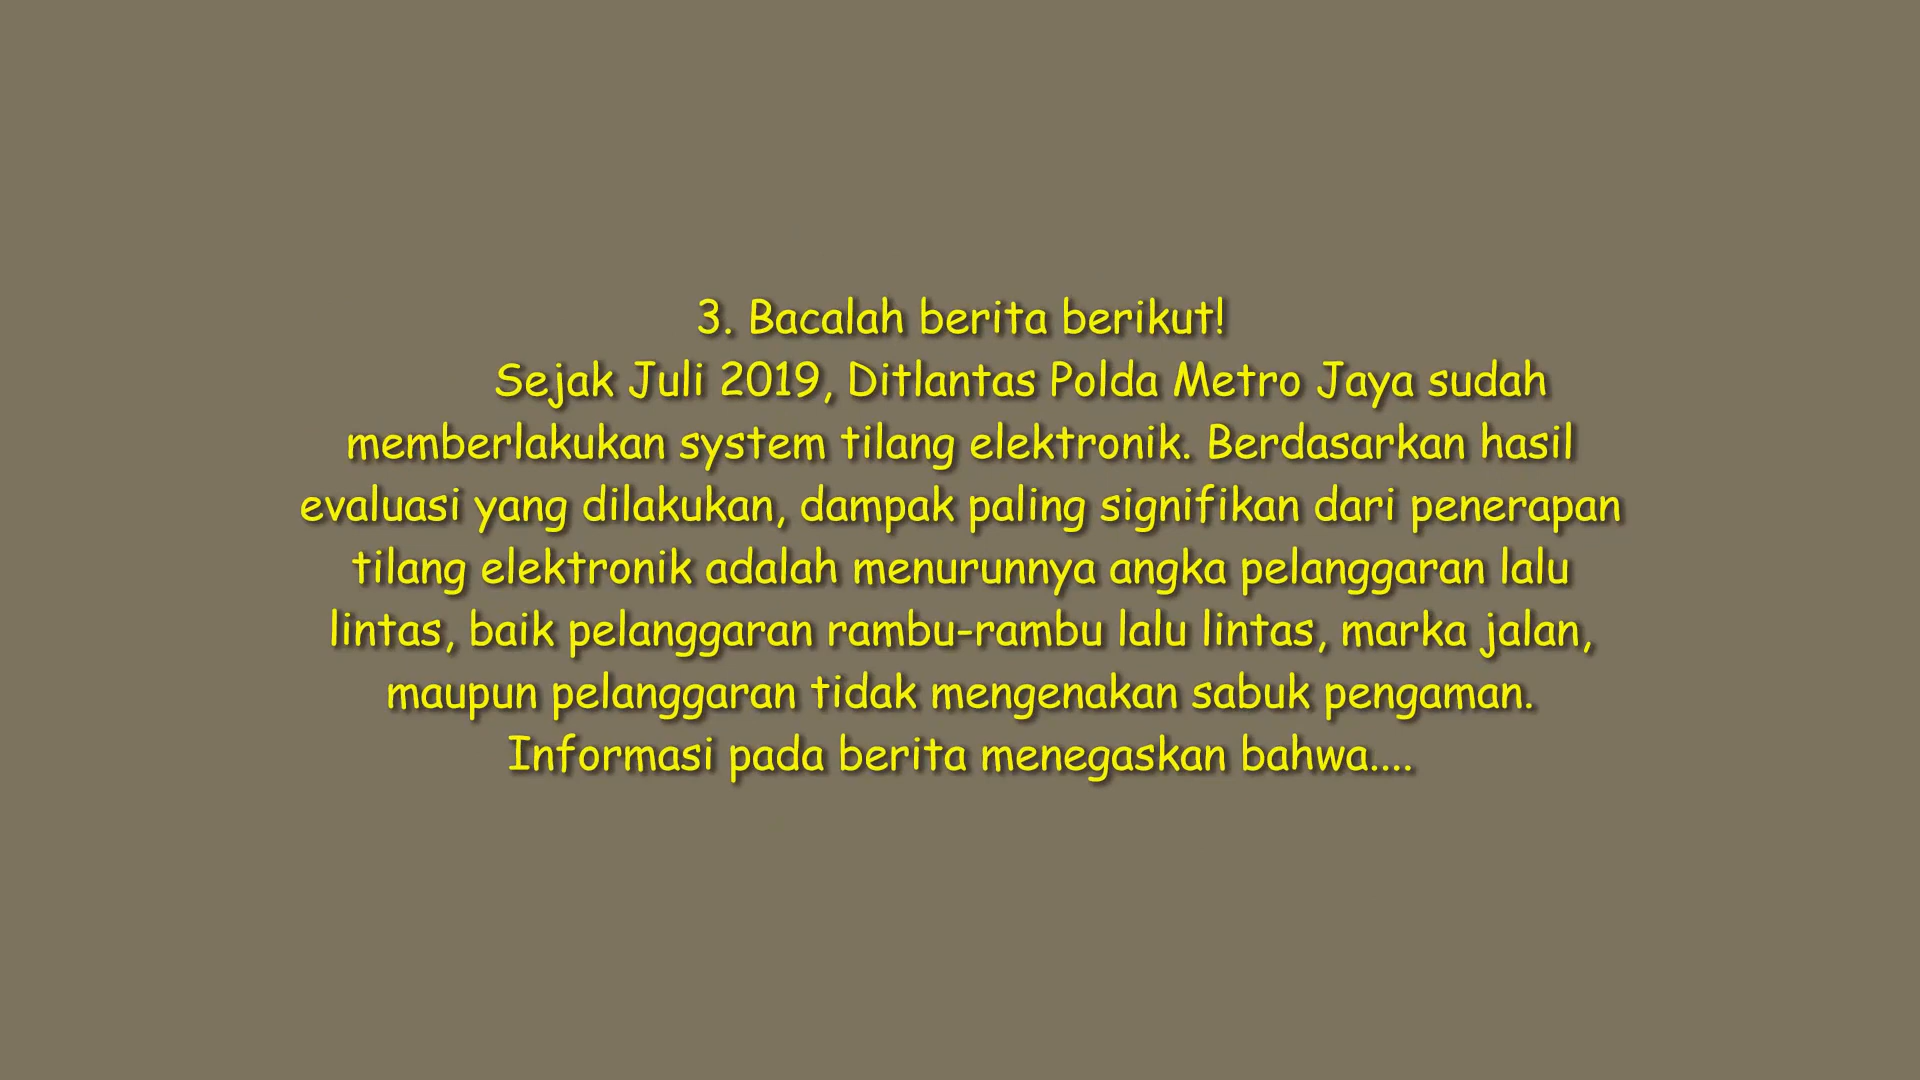 3. Bacalah berita berikut!
Sejak Juli 2019, Ditlantas Polda Metro Jaya sudah
memberlakukan system tilang elektronik. Berdasarkan hasil
evaluasi yang dilakukan, dampak paling signifikan dari penerapan
tilang elektronik adalah menurunnya angka pelanggaran lalu
lintas, baik pelanggaran rambu-rambu lalu lintas, marka jalan,
maupun pelanggaran tidak mengenakan sabuk pengaman.
Informasi pada berita menegaskan bahwa....